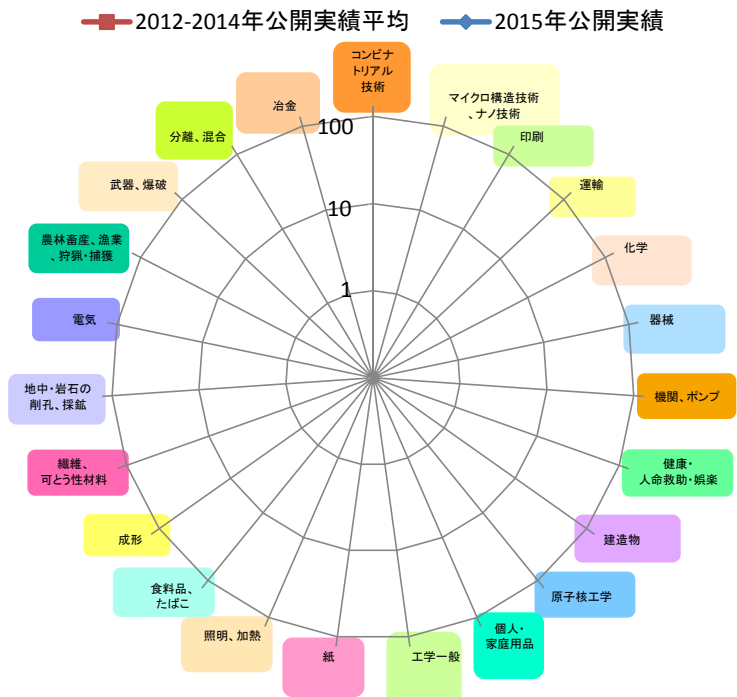 2012-2014年公開実績平均
2015年公開実績
コンビナ
トリアル
技術
マイクロ構造技術
、ナノ技術
印刷
運輸
化学
器械
機関、ポンプ
健康・
人命救助・娯楽
建造物
原子核工学
個人・
家庭用品
工学一般
紙
照明、加熱
食料品、
たばこ
成形
繊維、
可とう性材料
地中・岩石の
削孔、採鉱
電気
農林畜産、漁業
、狩猟・捕獲
武器、爆破
分離、混合
冶金
100
10
1